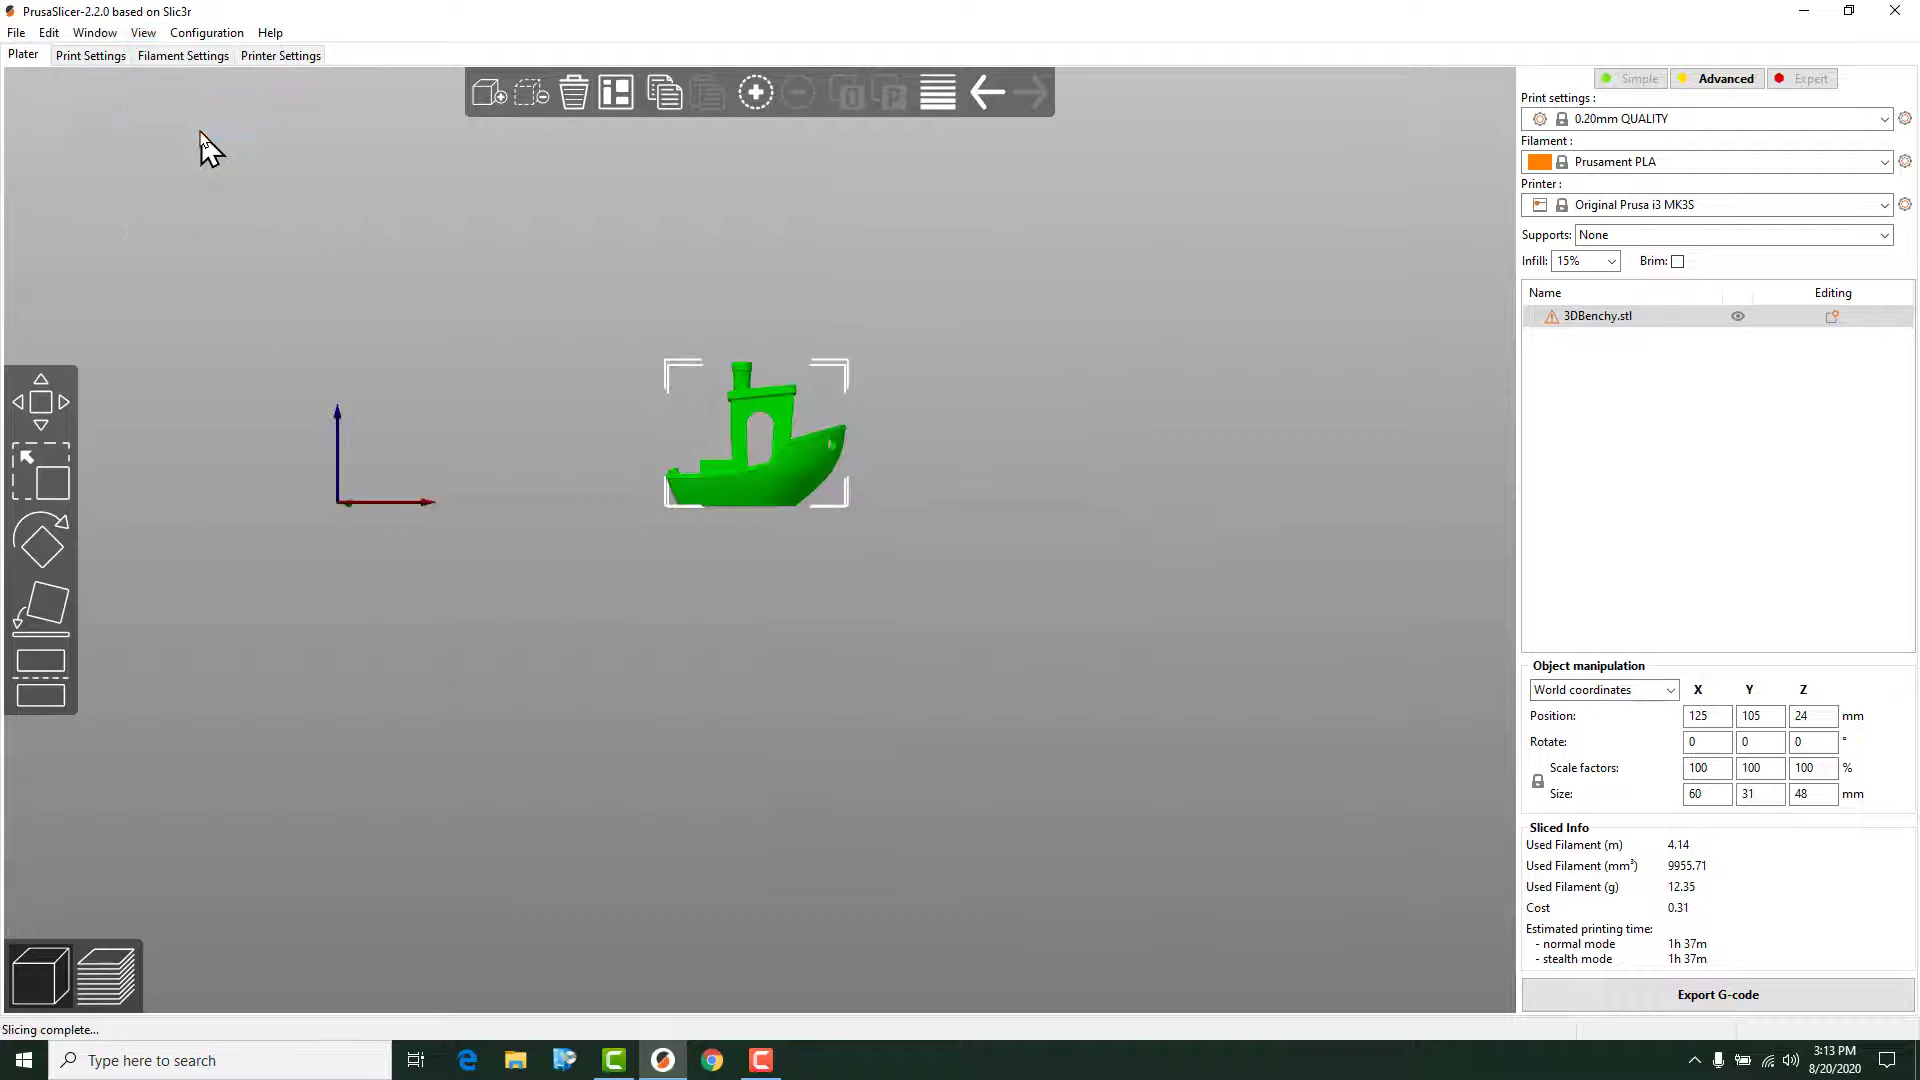 PrusaSlicer-2.2.0 based on Slic3r
File Edit Window View Configuration Help
Plater Print Settings Filament Settings Printer Settings
Simple Advanced Expert
Print settings :
0.20mm QUALITY
Filament :
Prusament PLA
Printer :
Original Prusa i3 MK3S
Supports: None
Infill: 15% Brim:
Name Editing
3DBenchy.stl
Object manipulation
World coordinates X Y Z
Position: 125 105 24 mm
Rotate: 0 0 0 °
Scale factors: 100 100 100 %
Size: 60 31 48 mm
Sliced Info
Used Filament (m) 4.14
Used Filament (mm³) 9955.71
Used Filament (g) 12.35
Cost 0.31
Estimated printing time:
- normal mode 1h 37m
- stealth mode 1h 37m
Export G-code
Slicing complete...
Type here to search
3:13 PM
8/20/2020